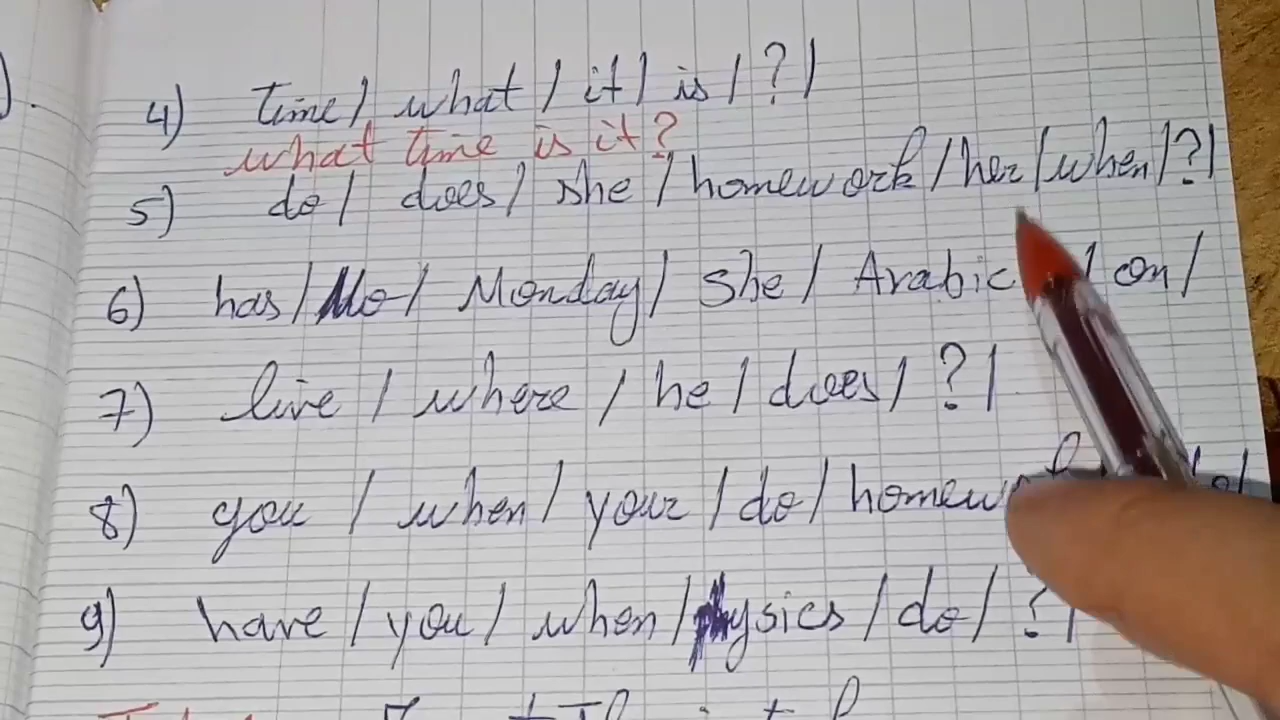 ).
4) time / what / it / is / ? /
what time is it ?
5) do / does / she / homework / her / when / ? /
6) has / / Monday / she / Arabic / on /
7) live / where / he / does / ? /
8) you / when / your / do /
9) have / you / when / physics / do / ? /